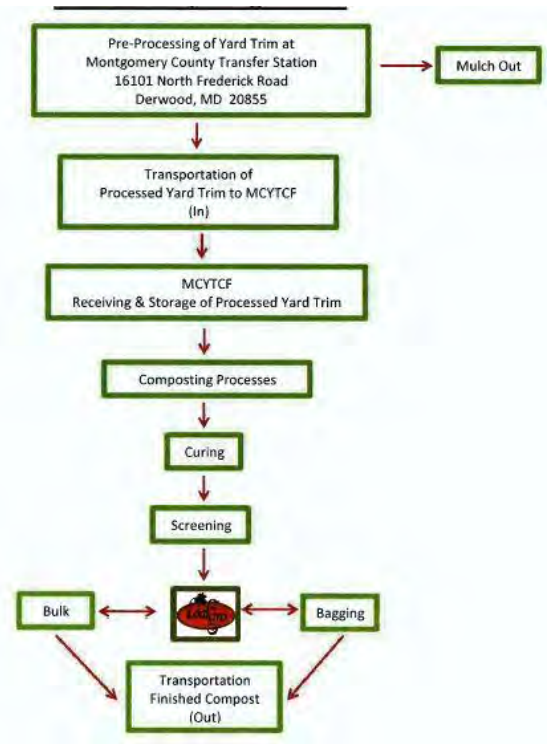 Pre-Processing of Yard Trim at
Montgomery County Transfer Station
16101 North Frederick Road
Derwood, MD  20855
Mulch Out
Transportation of
Processed Yard Trim to MCYTCF
(In)
MCYTCF
Receiving & Storage of Processed Yard Trim
Composting Processes
Curing
Screening
Bulk
Bagging
Transportation
Finished Compost
(Out)